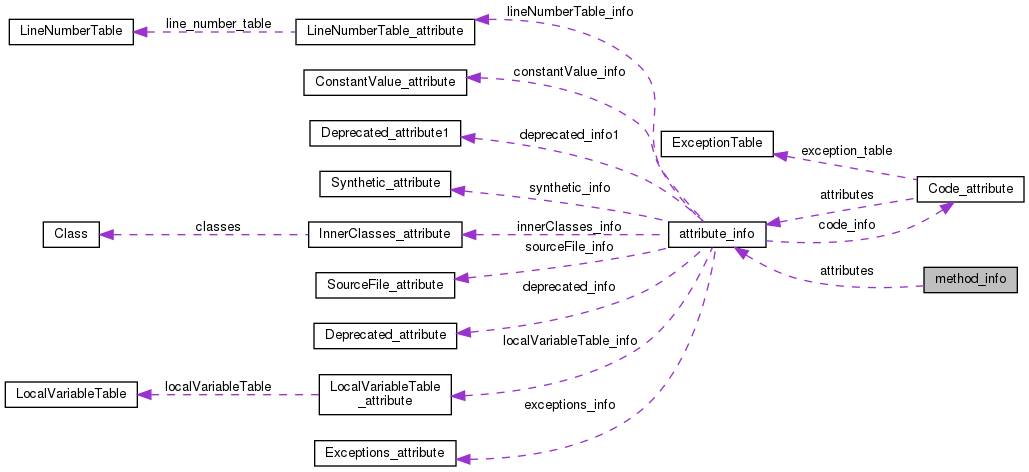 lineNumberTable_info
line_number_table
LineNumberTable
LineNumberTable_attribute
constantValue_info
ConstantValue_attribute
Deprecated_attribute1
deprecated_info1
ExceptionTable
exception_table
Synthetic_attribute
synthetic_info
attributes
Code_attribute
Class
classes
InnerClasses_attribute
innerClasses_info
attribute_info
code_info
sourceFile_info
SourceFile_attribute
deprecated_info
attributes
method_info
Deprecated_attribute
localVariableTable_info
LocalVariableTable
localVariableTable
LocalVariableTable
_attribute
exceptions_info
Exceptions_attribute